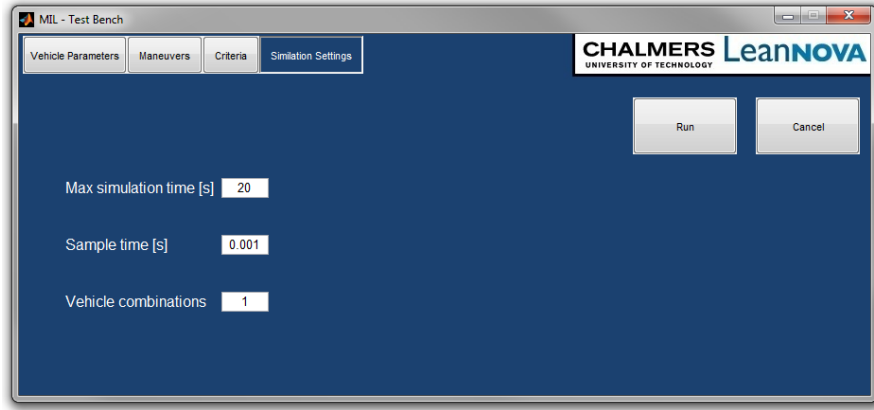 MIL - Test Bench
Vehicle Parameters
Maneuvers
Criteria
Similation Settings
CHALMERS
UNIVERSITY OF TECHNOLOGY
LeanNOVA
Run
Cancel
Max simulation time [s] 20
Sample time [s] 0.001
Vehicle combinations 1